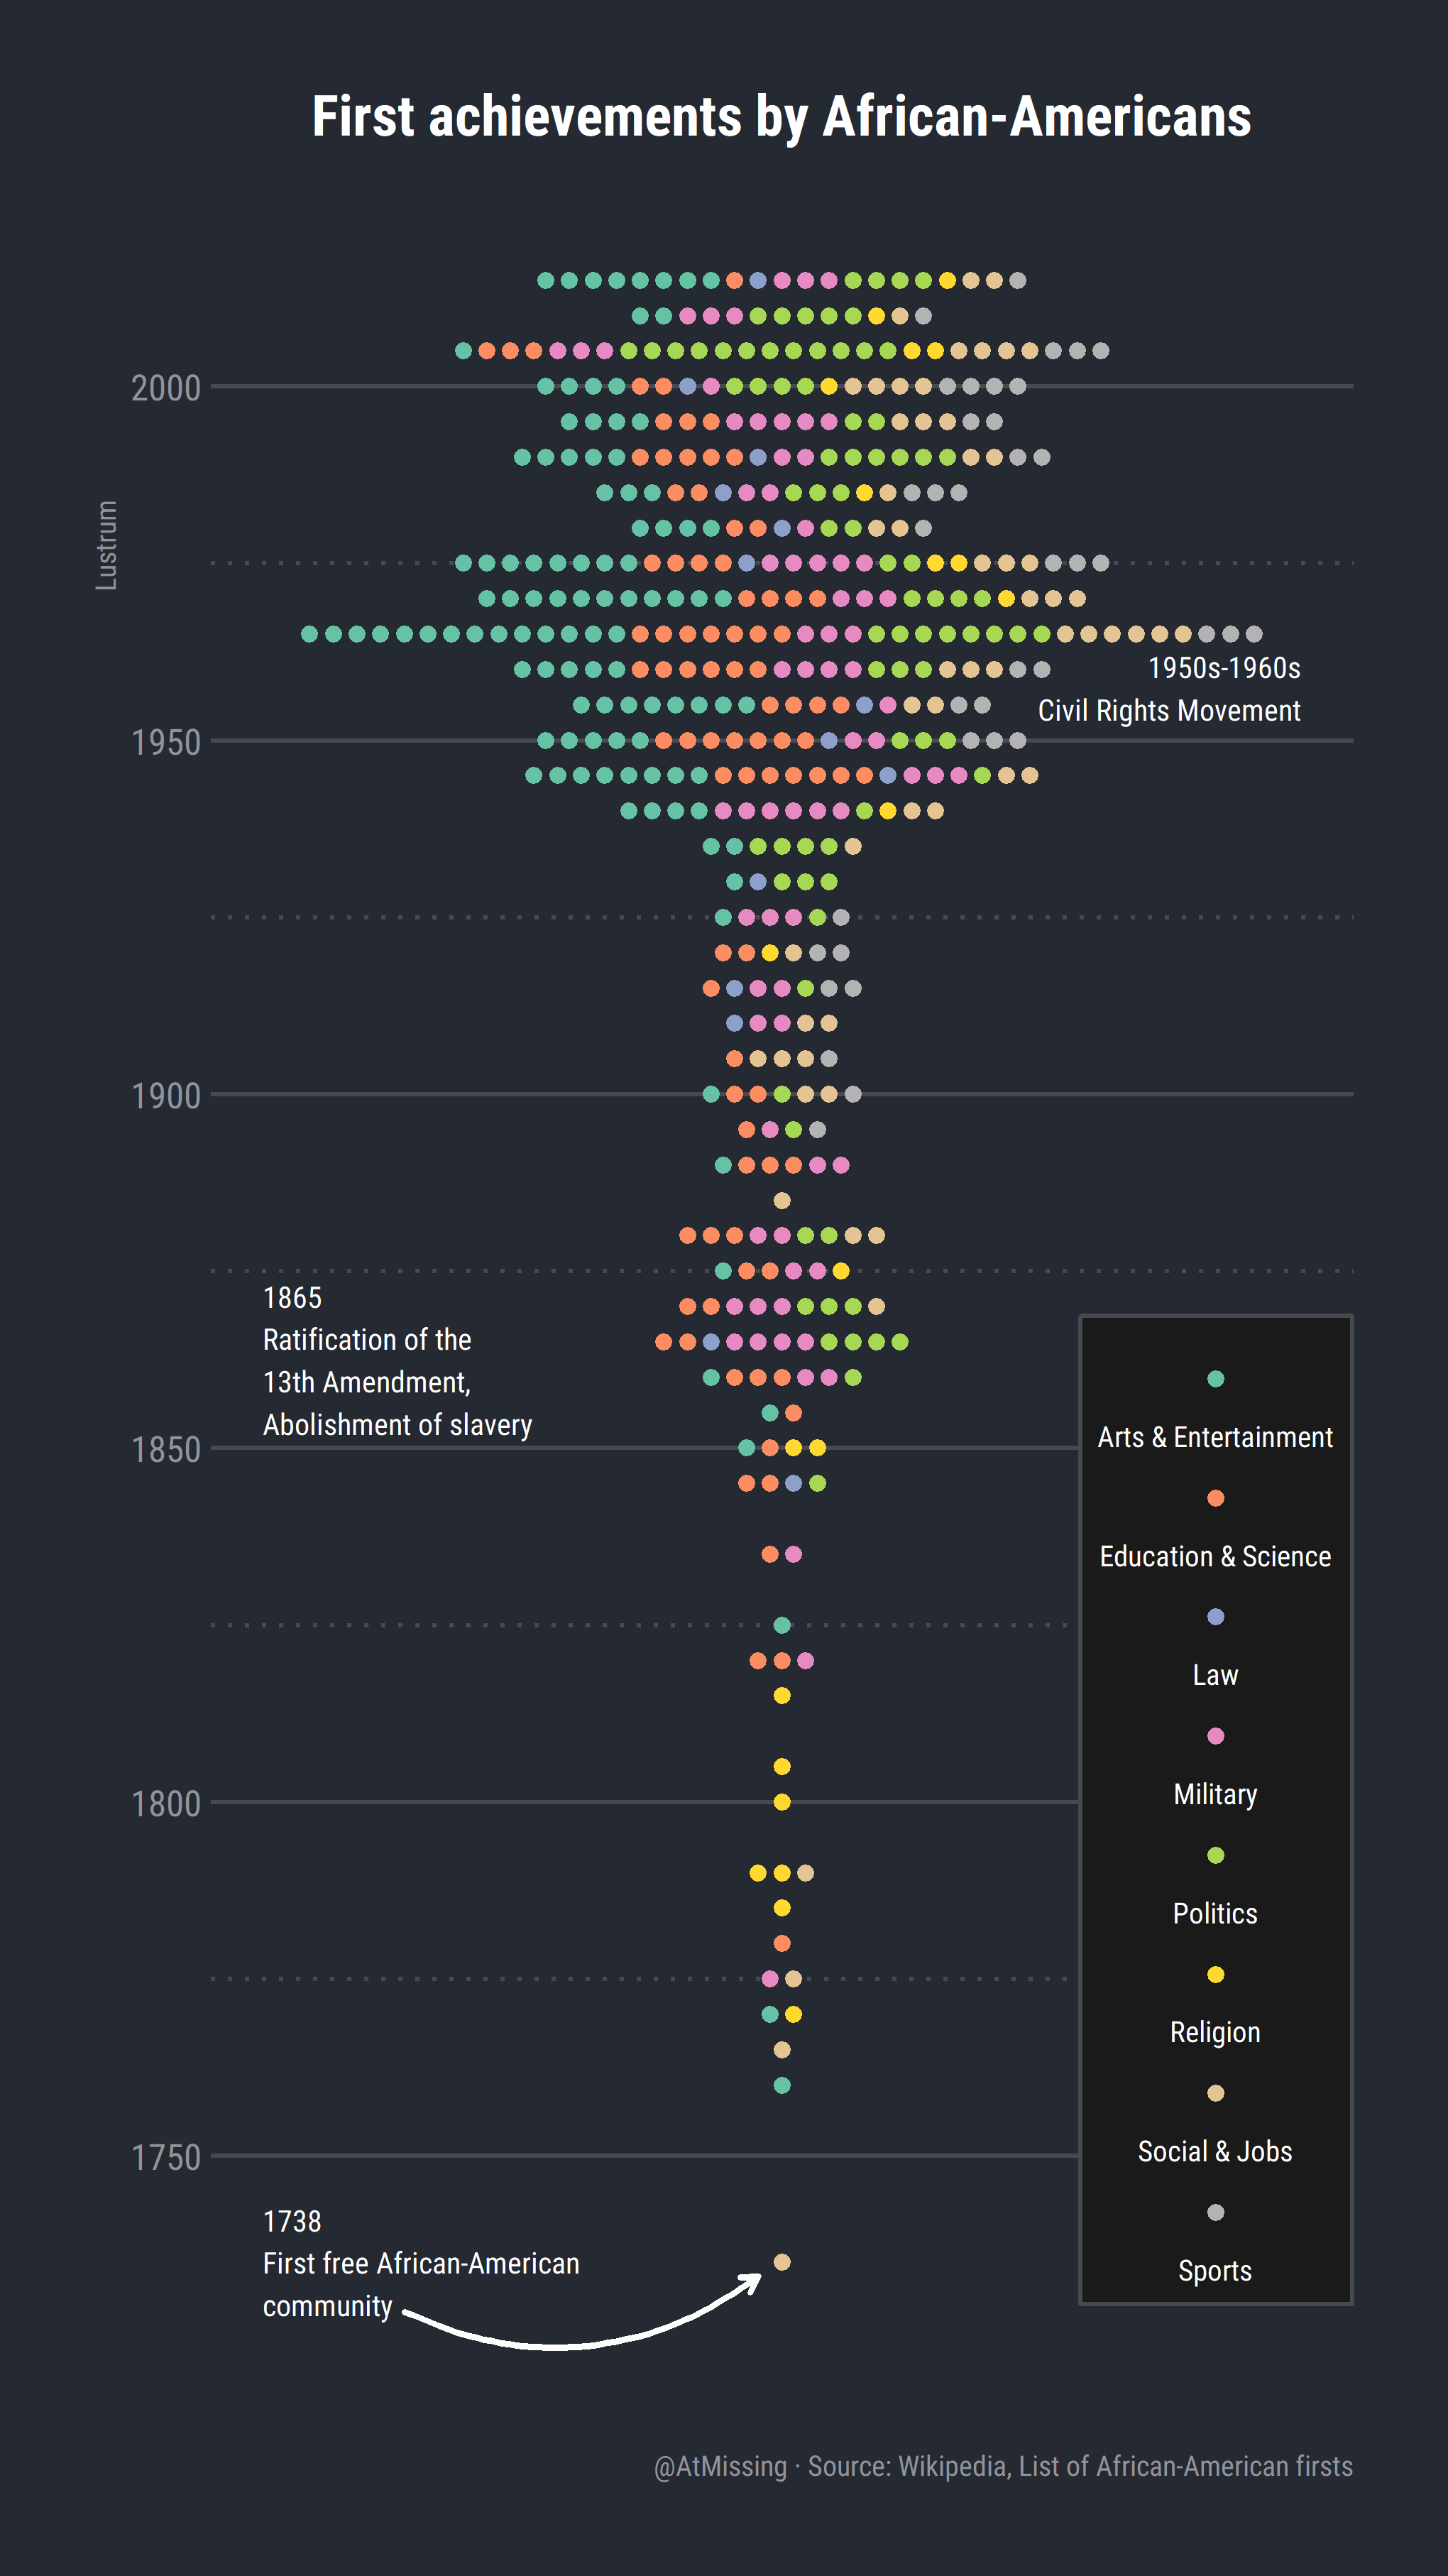 First achievements by African-Americans
2000
Lustrum
1950s-1960s
Civil Rights Movement
1950
1900
1865
Ratification of the
13th Amendment,
Abolishment of slavery
1850
1800
1750
1738
First free African-American
community
Arts & Entertainment
Education & Science
Law
Military
Politics
Religion
Social & Jobs
Sports
@AtMissing · Source: Wikipedia, List of African-American firsts